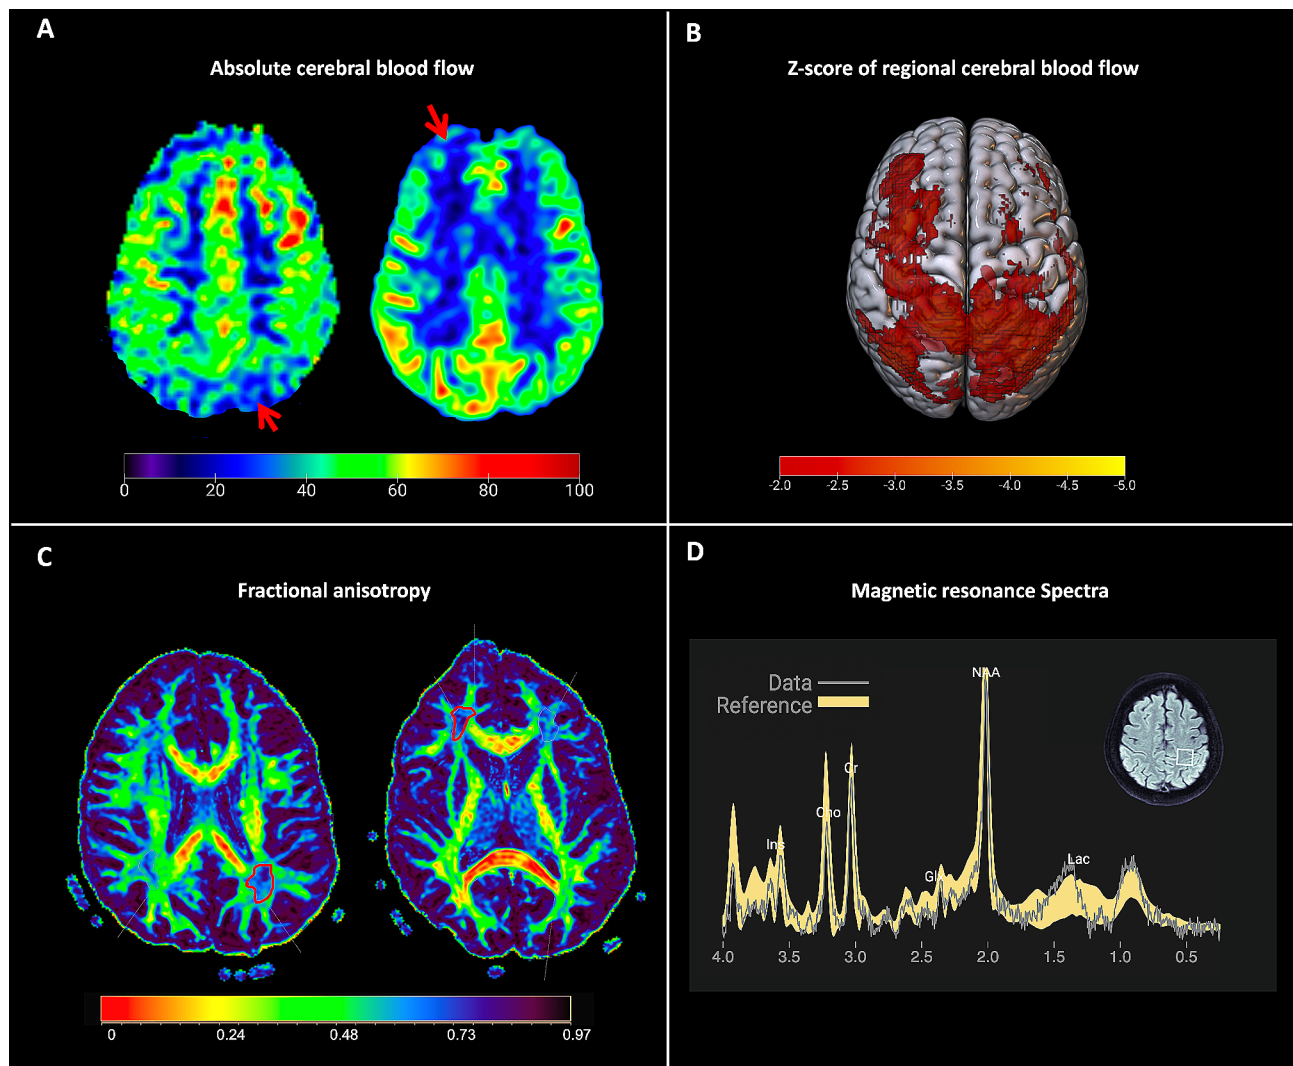 A
Absolute cerebral blood flow
0 20 40 60 80 100
B
Z-score of regional cerebral blood flow
-2.0 -2.5 -3.0 -3.5 -4.0 -4.5 -5.0
C
Fractional anisotropy
0 0.24 0.48 0.73 0.97
D
Magnetic resonance Spectra
Data
Reference
NAA
Cr
Cho
Ins
Lac
4.0 3.5 3.0 2.5 2.0 1.5 1.0 0.5